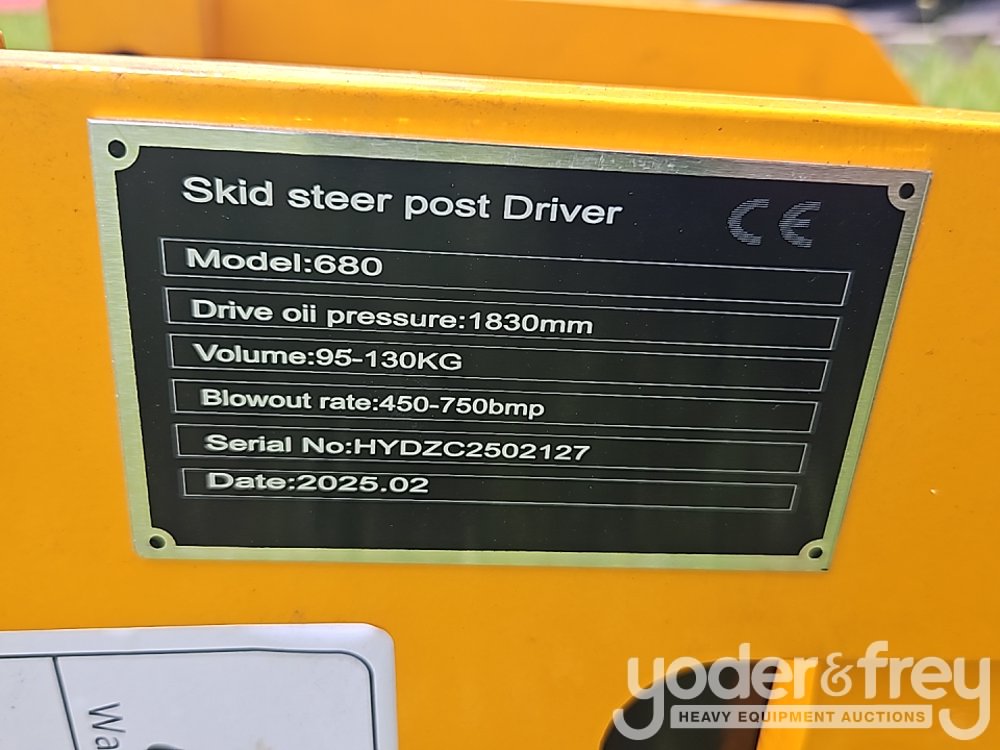 Skid steer post Driver CE
Model:680
Drive oii pressure:1830mm
Volume:95-130KG
Blowout rate:450-750bmp
Serial No:HYDZC2502127
Date:2025.02
yoder&frey
HEAVY EQUIPMENT AUCTIONS